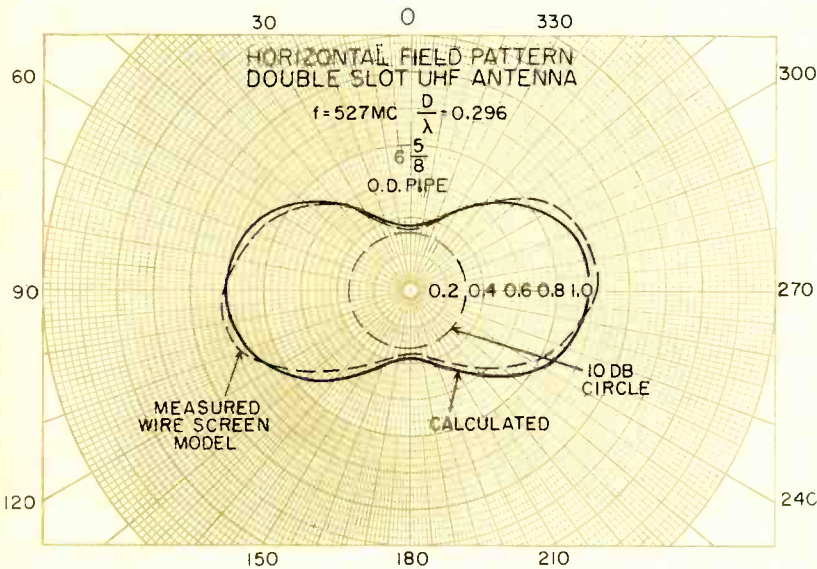 30 0 330
HORIZONTAL FIELD PATTERN
DOUBLE SLOT UHF ANTENNA
60 300
f=527MC D/λ=0.296
6 5/8
O.D. PIPE
90 0.2 0.4 0.6 0.8 1.0 270
10 DB
CIRCLE
MEASURED
WIRE SCREEN
MODEL
CALCULATED
120 240
150 180 210